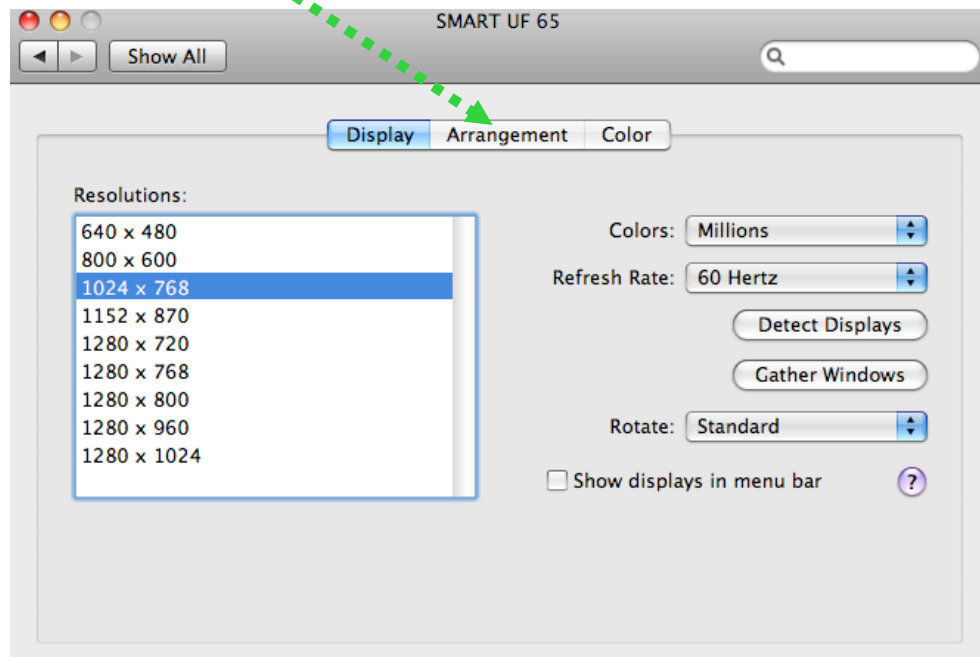 SMART UF 65
Show All
Display Arrangement Color
Resolutions:
640 x 480
800 x 600
1024 x 768
1152 x 870
1280 x 720
1280 x 768
1280 x 800
1280 x 960
1280 x 1024
Colors: Millions
Refresh Rate: 60 Hertz
Detect Displays
Gather Windows
Rotate: Standard
Show displays in menu bar ?